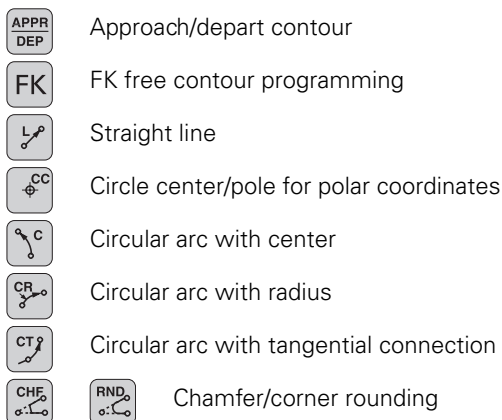 APPR
DEP Approach/depart contour
FK FK free contour programming
L Straight line
CC Circle center/pole for polar coordinates
C Circular arc with center
CR Circular arc with radius
CT Circular arc with tangential connection
CHF RND Chamfer/corner rounding